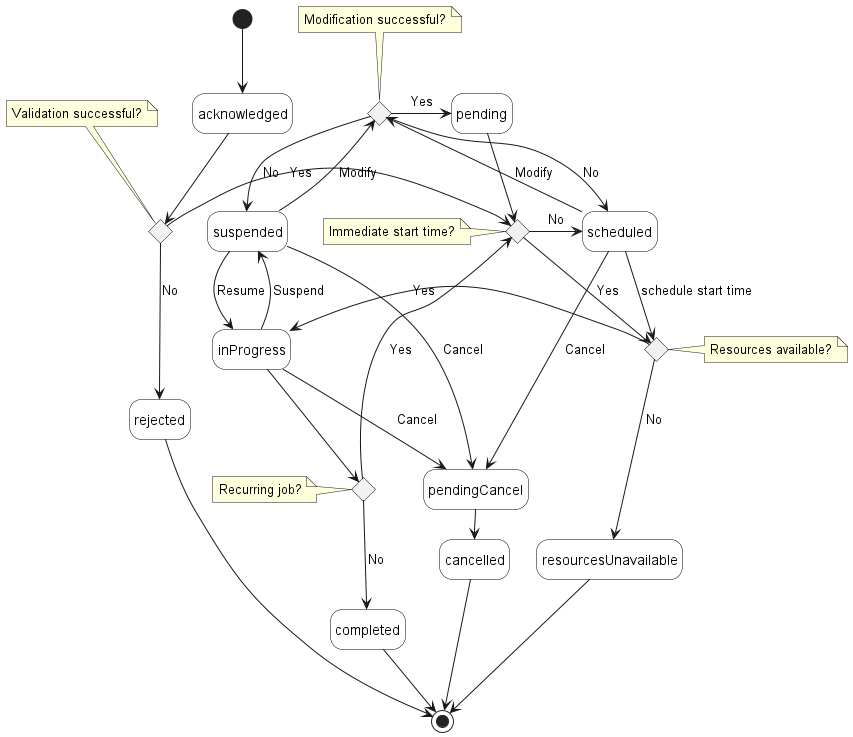 Modification successful?
Validation successful?
acknowledged
Yes
pending
No
Yes
Modify
Modify
No
suspended
Immediate start time?
No
scheduled
No
Resume
Suspend
Yes
Yes
schedule start time
inProgress
Yes
Cancel
Cancel
Resources available?
rejected
Cancel
No
Recurring job?
pendingCancel
No
cancelled
resourcesUnavailable
completed